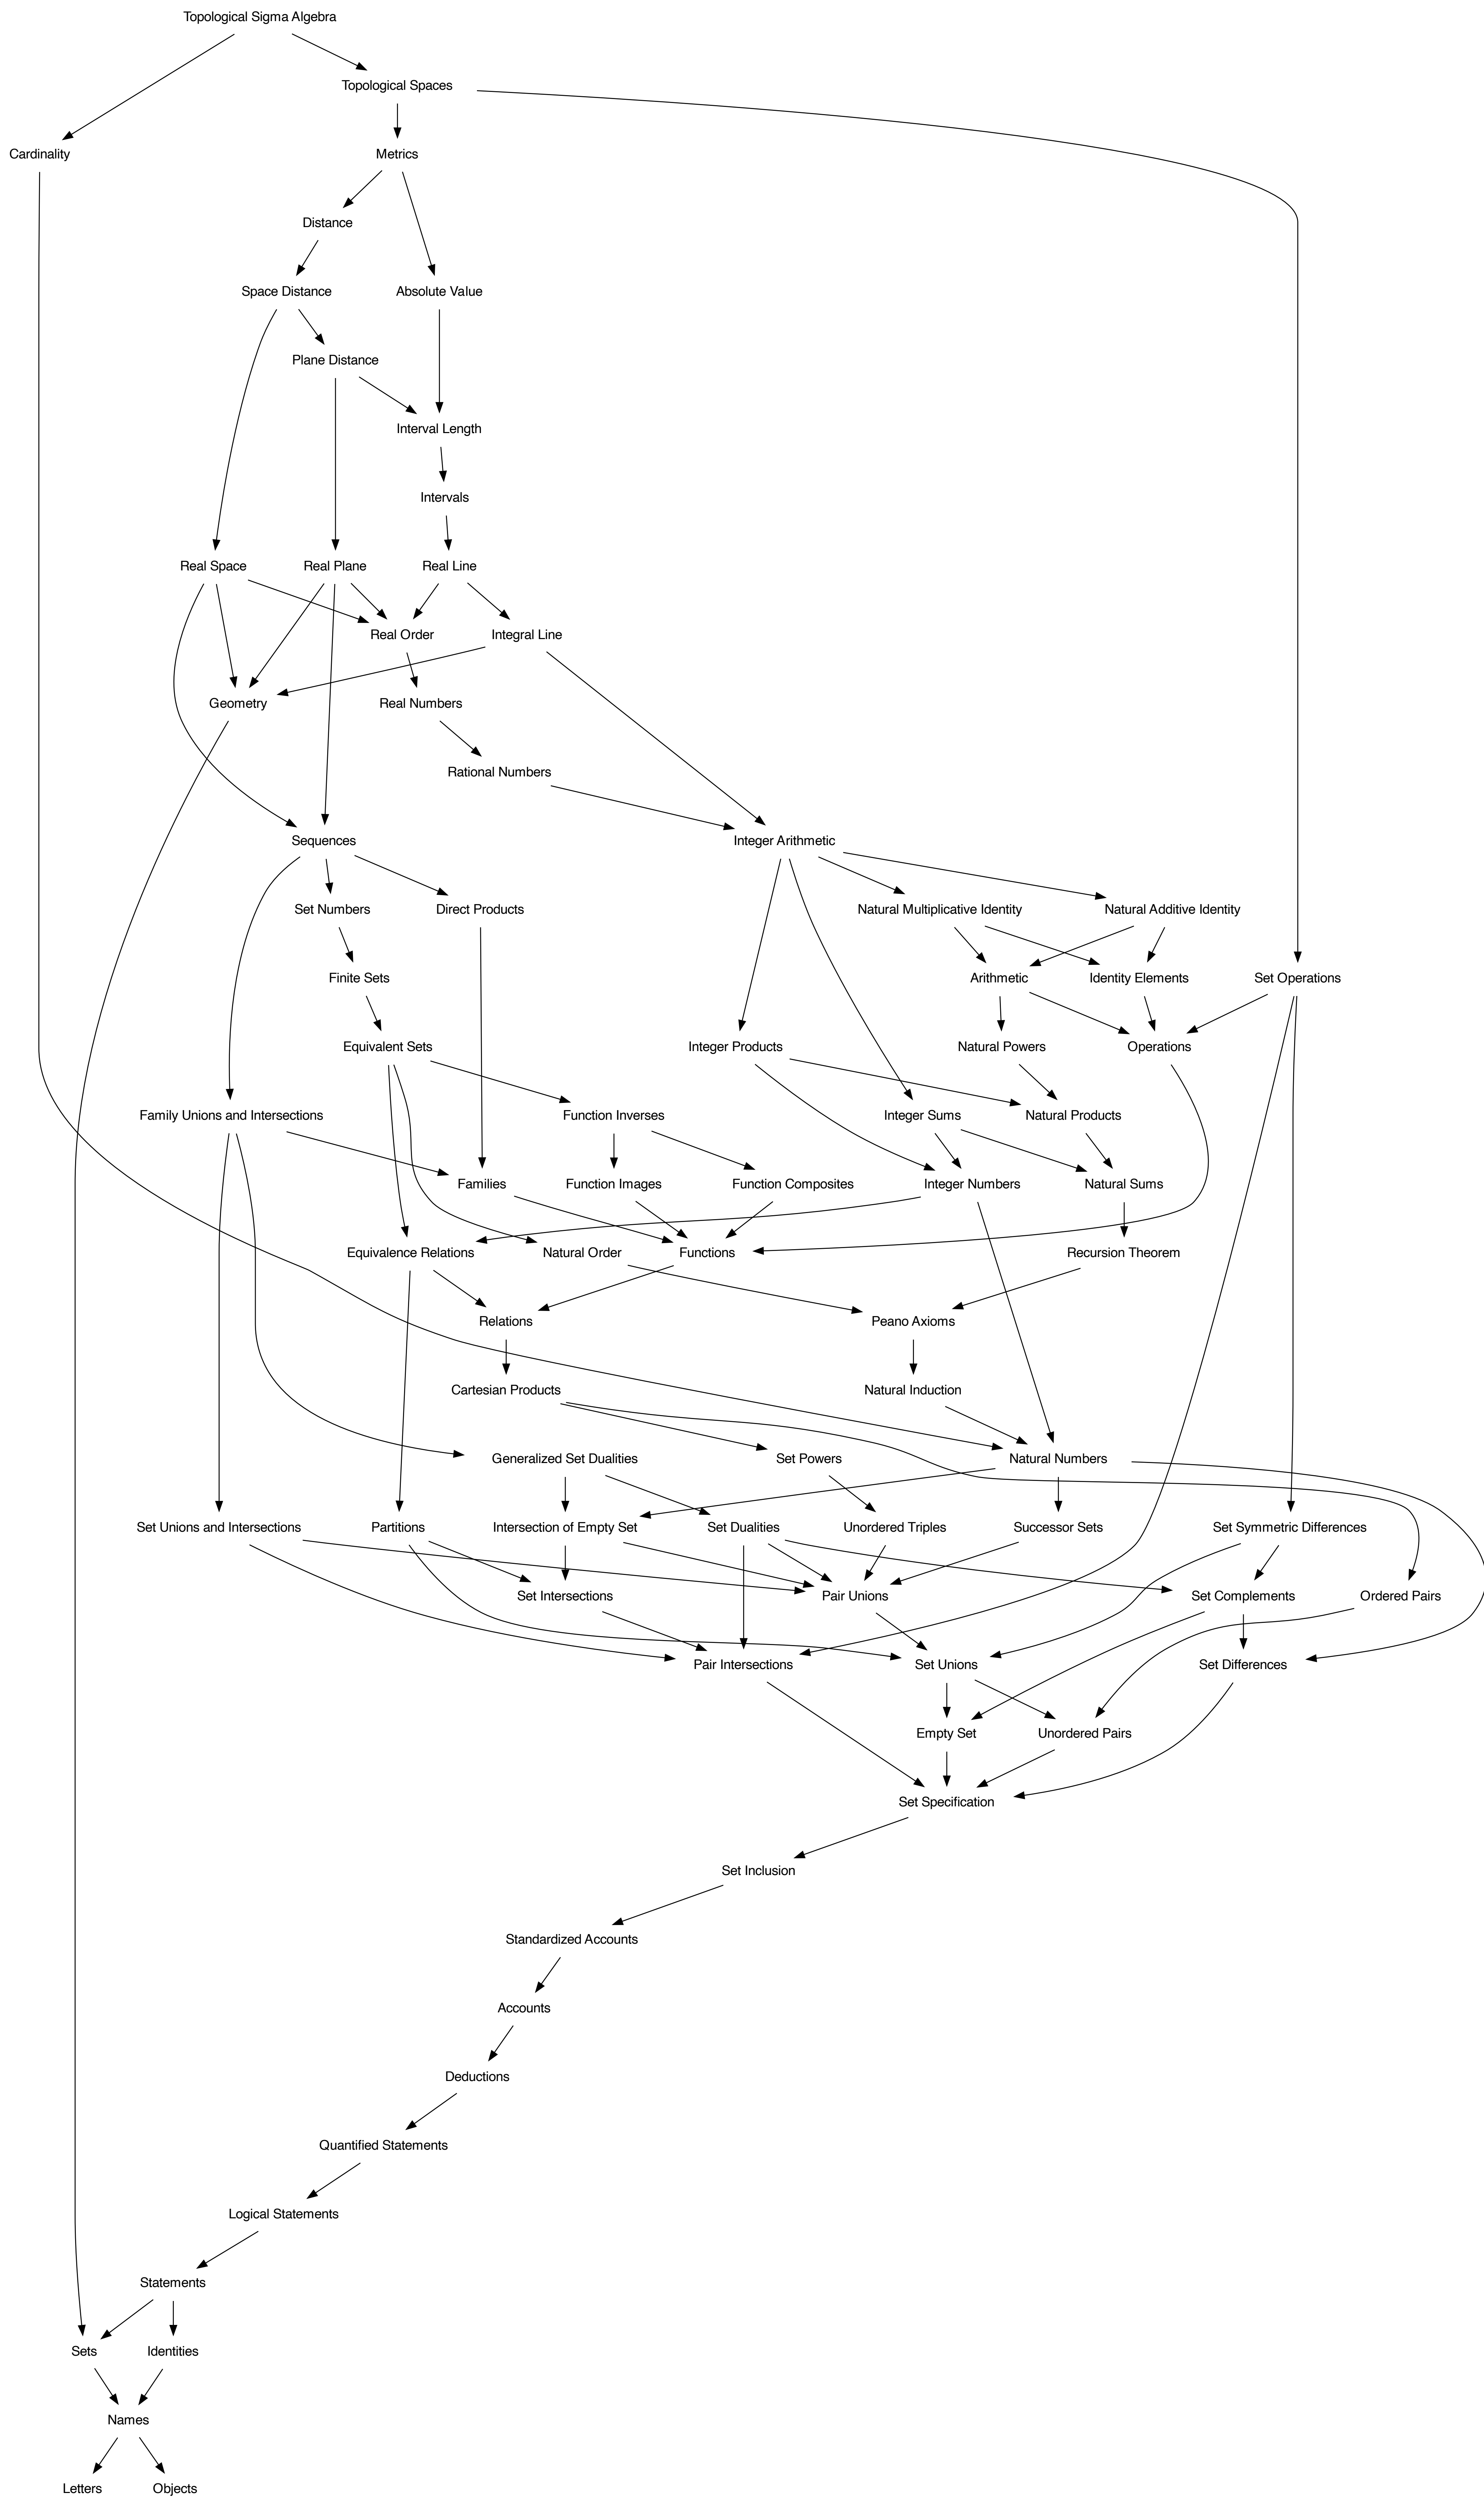 Topological Sigma Algebra
Topological Spaces
Cardinality
Metrics
Distance
Space Distance
Absolute Value
Plane Distance
Interval Length
Intervals
Real Space
Real Plane
Real Line
Real Order
Integral Line
Geometry
Real Numbers
Rational Numbers
Sequences
Integer Arithmetic
Set Numbers
Direct Products
Natural Multiplicative Identity
Natural Additive Identity
Finite Sets
Arithmetic
Identity Elements
Set Operations
Equivalent Sets
Integer Products
Natural Powers
Operations
Family Unions and Intersections
Function Inverses
Integer Sums
Natural Products
Families
Function Images
Function Composites
Integer Numbers
Natural Sums
Equivalence Relations
Natural Order
Functions
Recursion Theorem
Relations
Peano Axioms
Cartesian Products
Natural Induction
Generalized Set Dualities
Set Powers
Natural Numbers
Set Unions and Intersections
Partitions
Intersection of Empty Set
Set Dualities
Unordered Triples
Successor Sets
Set Symmetric Differences
Set Intersections
Pair Unions
Set Complements
Ordered Pairs
Pair Intersections
Set Unions
Set Differences
Empty Set
Unordered Pairs
Set Specification
Set Inclusion
Standardized Accounts
Accounts
Deductions
Quantified Statements
Logical Statements
Statements
Sets
Identities
Names
Letters
Objects